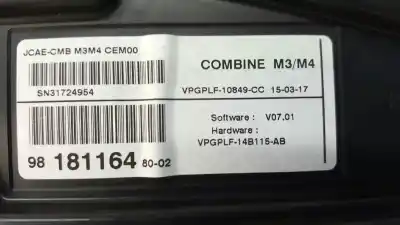 JCAE-CMB M3M4 CEM00
SN31724954
98 181164 80-02
COMBINE M3/M4
VPGPLF-10849-CC 15-03-17
Software : V07.01
Hardware :
VPGPLF-14B115-AB